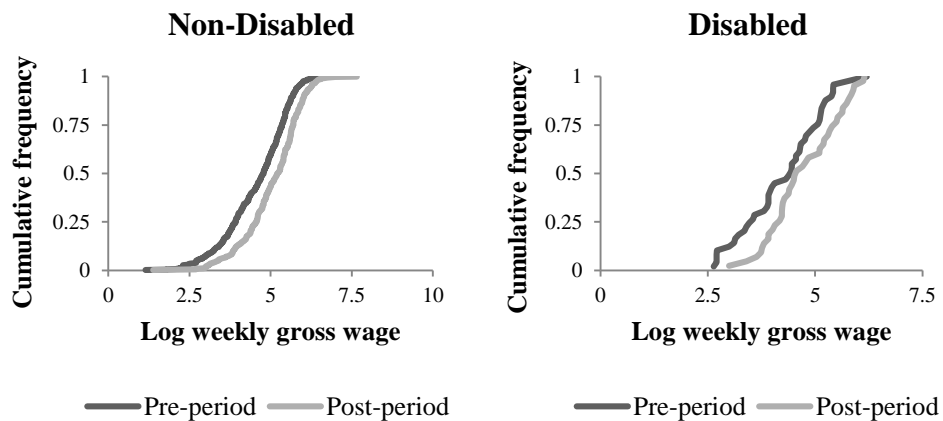 Non-Disabled
Cumulative frequency
1
0.75
0.5
0.25
0
0 2.5 5 7.5 10
Log weekly gross wage
Pre-period Post-period
Disabled
Cumulative frequency
1
0.75
0.5
0.25
0
0 2.5 5 7.5
Log weekly gross wage
Pre-period Post-period